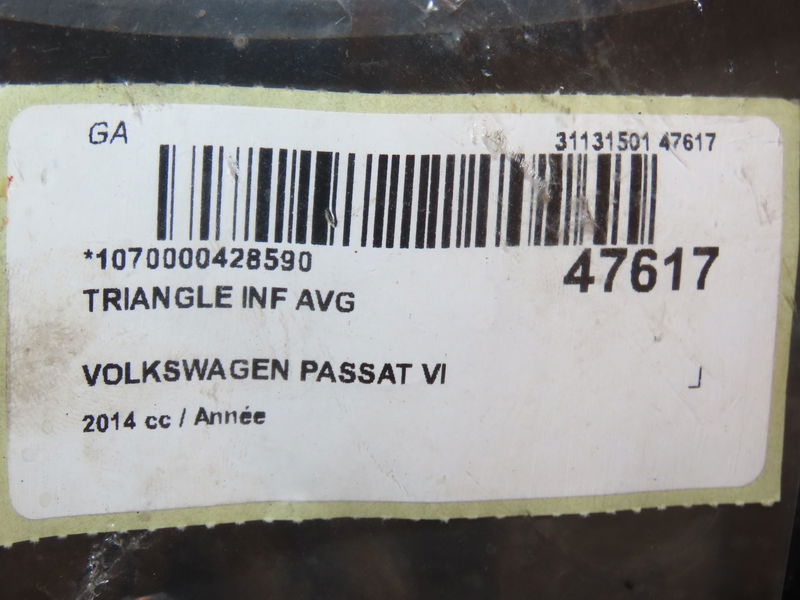 GA
31131501 47617
*1070000428590
47617
TRIANGLE INF AVG
VOLKSWAGEN PASSAT VI
2014 cc / Année